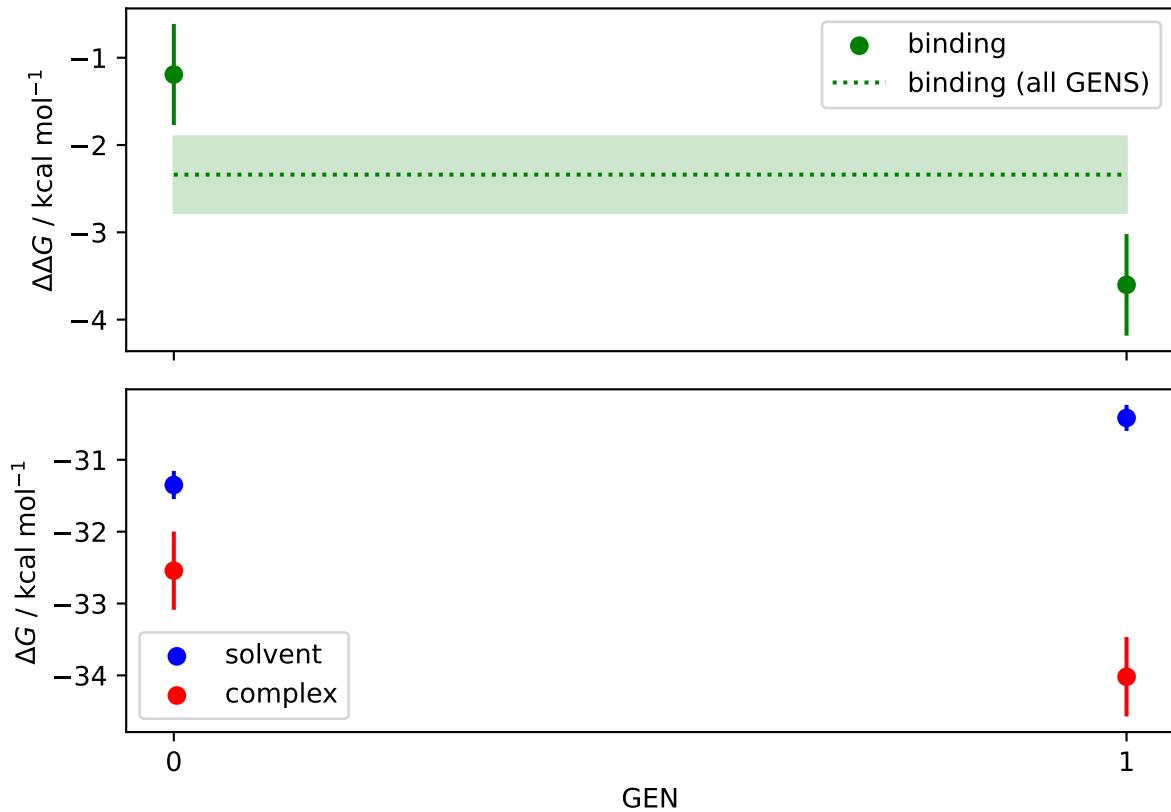 −1
−2
−3
−4
ΔΔG / kcal mol⁻¹
binding
binding (all GENS)
−31
−32
−33
−34
ΔG / kcal mol⁻¹
solvent
complex
0
1
GEN